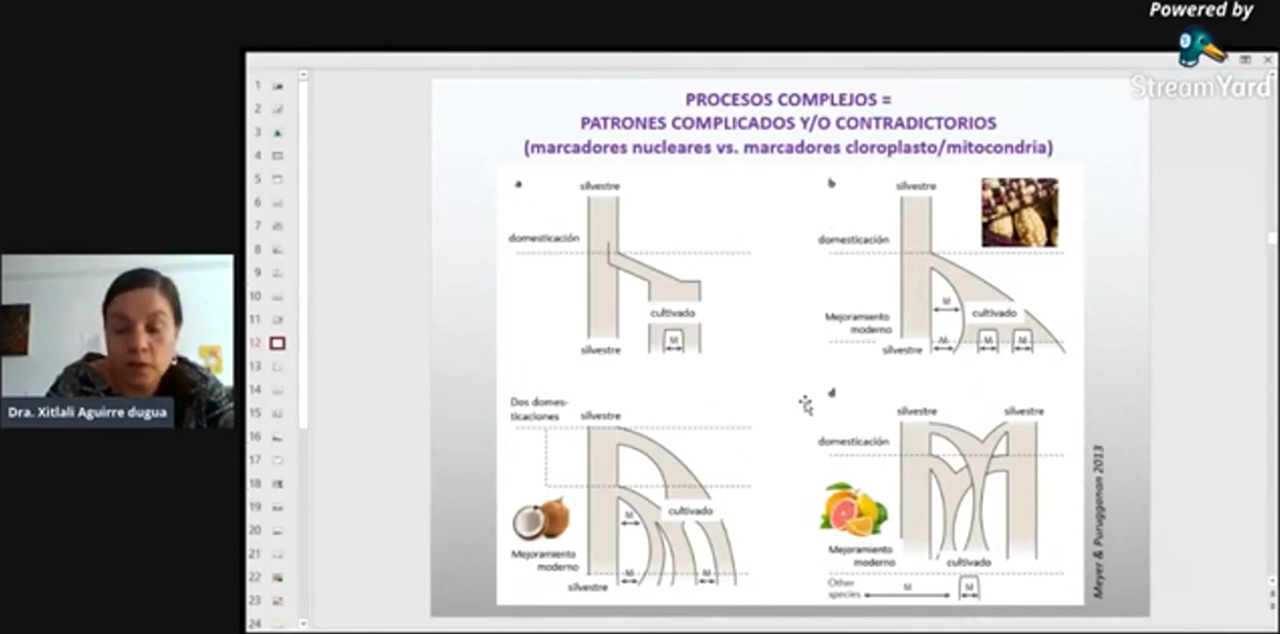 Powered by
StreamYard
PROCESOS COMPLEJOS =
PATRONES COMPLICADOS Y/O CONTRADICTORIOS
(marcadores nucleares vs. marcadores cloroplasto/mitocondria)
a
silvestre
domesticación
cultivado
M
silvestre
b
silvestre
domesticación
M
cultivado
Mejoramiento
moderno
M
M
M
silvestre
Dos domes-
ticaciones
silvestre
cultivado
M
Mejoramiento
moderno
M
M
silvestre
d
silvestre
silvestre
domesticación
Mejoramiento
moderno
cultivado
Other
species
M
M
Meyer & Purugganan 2013
Dra. Xitlali Aguirre dugua
1
2
3
4
5
6
7
8
9
10
11
12
13
14
15
16
17
18
19
20
21
22
23
24